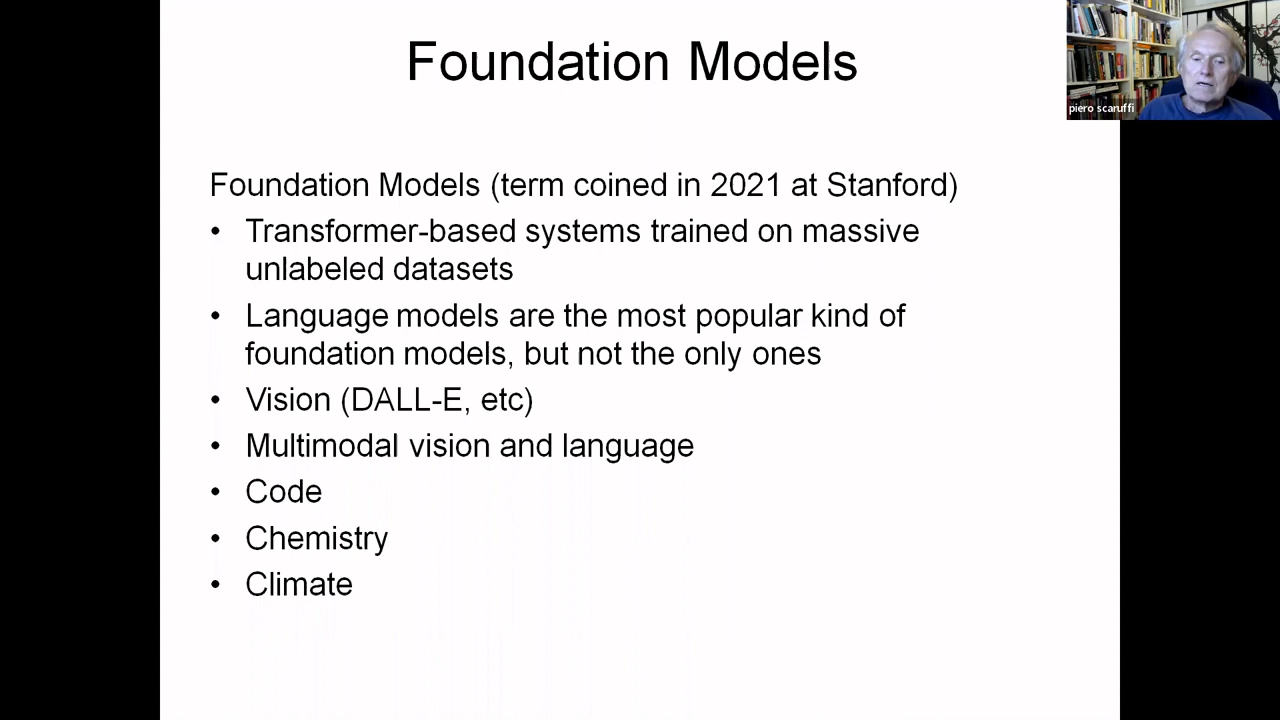 Foundation Models
piero scaruffi
Foundation Models (term coined in 2021 at Stanford)
• Transformer-based systems trained on massive
unlabeled datasets
• Language models are the most popular kind of
foundation models, but not the only ones
• Vision (DALL-E, etc)
• Multimodal vision and language
• Code
• Chemistry
• Climate